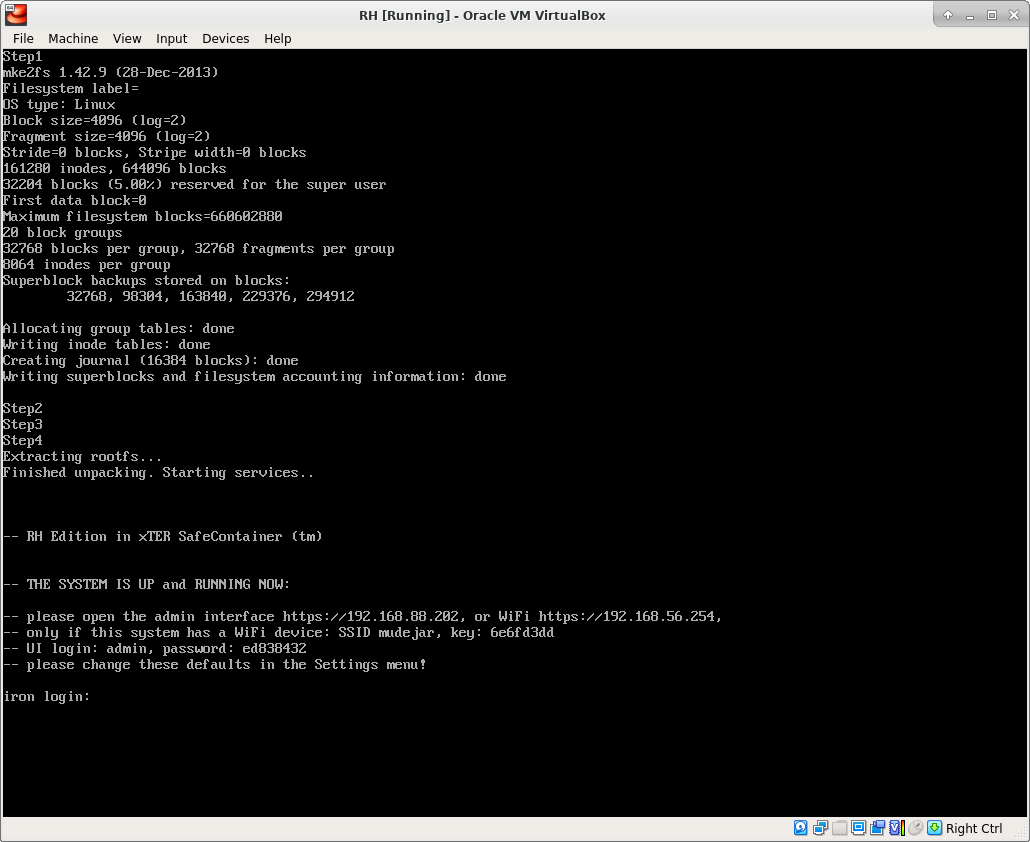 RH [Running] - Oracle VM VirtualBox
File Machine View Input Devices Help
Step1
mke2fs 1.42.9 (28-Dec-2013)
Filesystem label=
OS type: Linux
Block size=4096 (log=2)
Fragment size=4096 (log=2)
Stride=0 blocks, Stripe width=0 blocks
161280 inodes, 644096 blocks
32204 blocks (5.00%) reserved for the super user
First data block=0
Maximum filesystem blocks=660602880
20 block groups
32768 blocks per group, 32768 fragments per group
8064 inodes per group
Superblock backups stored on blocks:
        32768, 98304, 163840, 229376, 294912
Allocating group tables: done
Writing inode tables: done
Creating journal (16384 blocks): done
Writing superblocks and filesystem accounting information: done
Step2
Step3
Step4
Extracting rootfs...
Finished unpacking. Starting services..
-- RH Edition in xTER SafeContainer (tm)
-- THE SYSTEM IS UP and RUNNING NOW:
-- please open the admin interface https://192.168.88.202, or WiFi https://192.168.56.254,
-- only if this system has a WiFi device: SSID mudejar, key: 6e6fd3dd
-- UI login: admin, password: ed838432
-- please change these defaults in the Settings menu!
iron login:
Right Ctrl